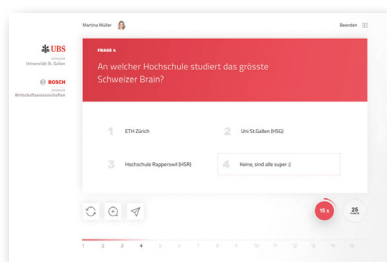 Martina Müller
Beenden
UBS
Universität St. Gallen
BOSCH
Wirtschaftswissenschaften
FRAGE 4
An welcher Hochschule studiert das grösste
Schweizer Brain?
1 ETH Zürich
2 Uni St.Gallen (HSG)
3 Hochschule Rapperswil (HSR)
4 Keine, sind alle super :)
15 s
25
1 2 3 4 5 6 7 8 9 10 11 12 13 14 15